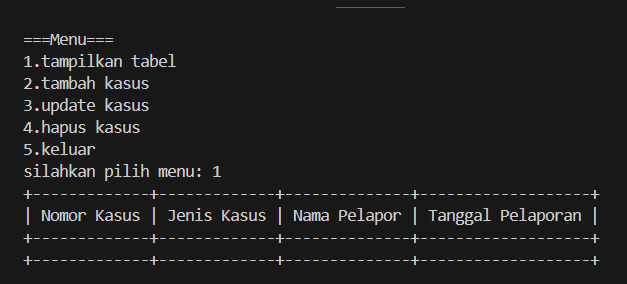 ===Menu===
1.tampilkan tabel
2.tambah kasus
3.update kasus
4.hapus kasus
5.keluar
silahkan pilih menu: 1
+-------------+-------------+--------------+-------------------+
| Nomor Kasus | Jenis Kasus | Nama Pelapor | Tanggal Pelaporan |
+-------------+-------------+--------------+-------------------+
+-------------+-------------+--------------+-------------------+